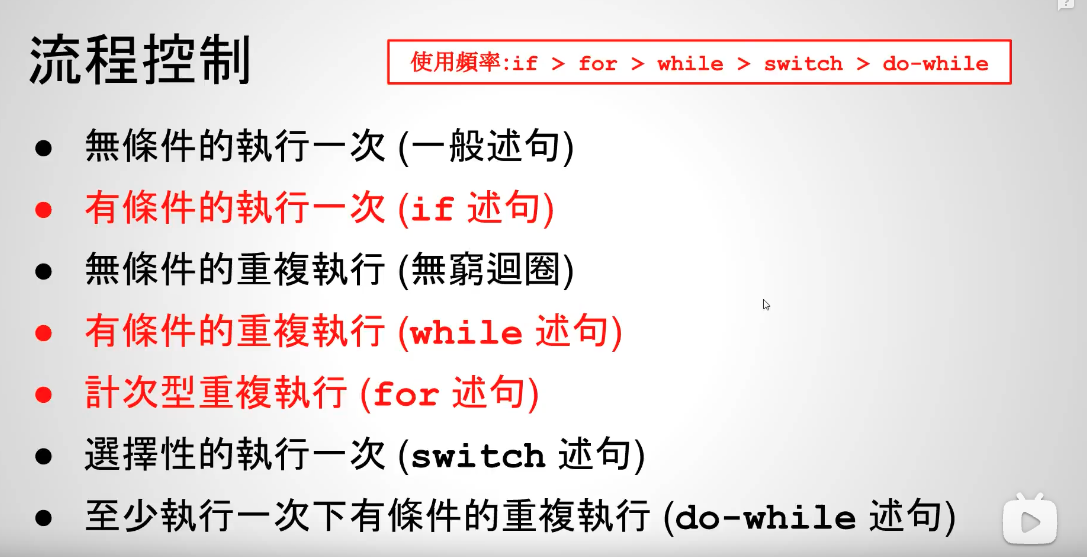 流程控制
使用頻率:if > for > while > switch > do-while
● 無條件的執行一次 (一般述句)
● 有條件的執行一次 (if 述句)
● 無條件的重複執行 (無窮迴圈)
● 有條件的重複執行 (while 述句)
● 計次型重複執行 (for 述句)
● 選擇性的執行一次 (switch 述句)
● 至少執行一次下有條件的重複執行 (do-while 述句)